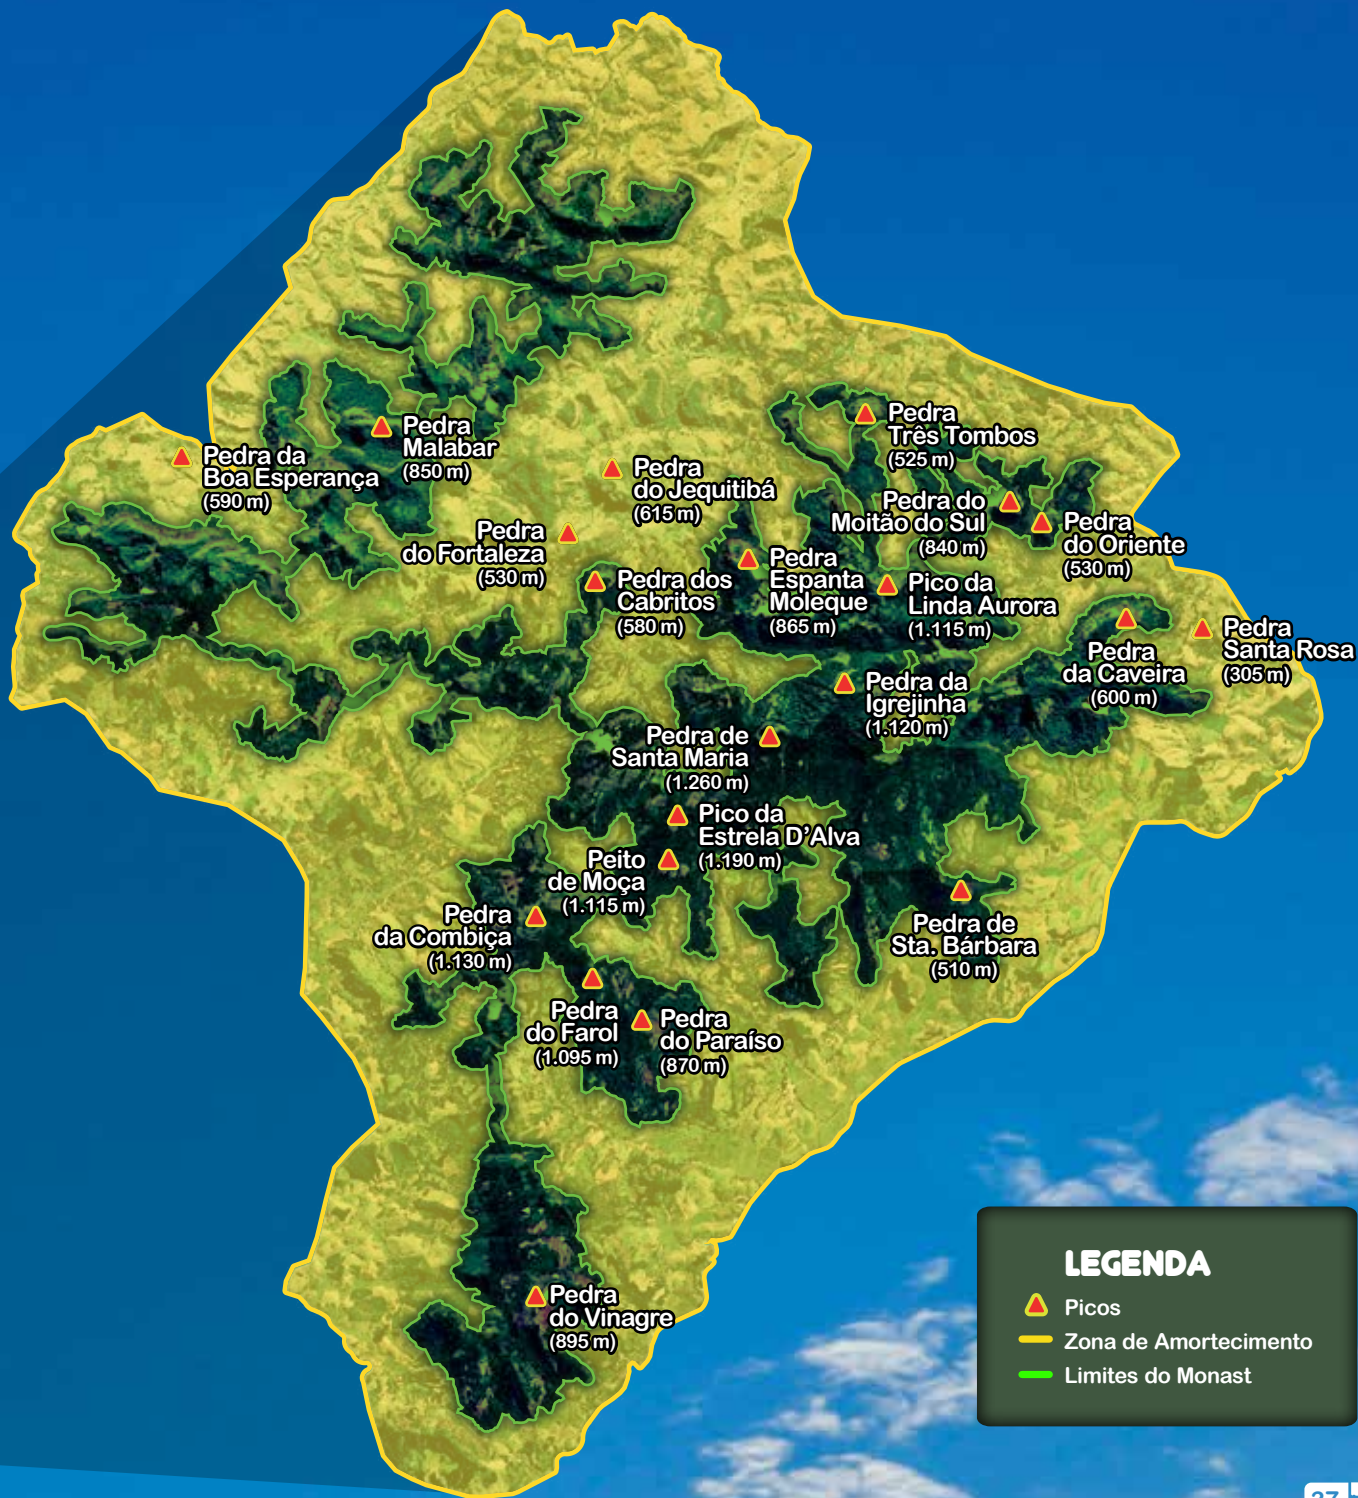 Pedra
Malabar
(850 m)
Pedra da
Boa Esperança
(590 m)
Pedra
Três Tombos
(525 m)
Pedra
do Jequitibá
(615 m)
Pedra do
Moitão do Sul
(840 m)
Pedra
do Oriente
(530 m)
Pedra
do Fortaleza
(530 m)
Pedra dos
Cabritos
(580 m)
Pedra
Espanta
Moleque
(865 m)
Pico da
Linda Aurora
(1.115 m)
Pedra
da Caveira
(600 m)
Pedra
Santa Rosa
(305 m)
Pedra da
Igrejinha
(1.120 m)
Pedra de
Santa Maria
(1.260 m)
Pico da
Estrela D'Alva
(1.190 m)
Peito
de Moça
(1.115 m)
Pedra
da Combiça
(1.130 m)
Pedra de
Sta. Bárbara
(510 m)
Pedra
do Farol
(1.095 m)
Pedra
do Paraíso
(870 m)
Pedra
do Vinagre
(895 m)
LEGENDA
Picos
Zona de Amortecimento
Limites do Monast
37